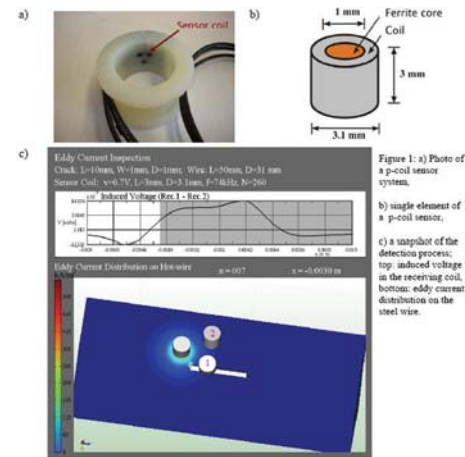 a)
Sensor coil
b)
1 mm
Ferrite core
Coil
3 mm
3.1 mm
c)
Eddy Current Inspection
Crack: L=10mm, W=1mm, D=1mm; Wire: L=50mm, D=31 mm
Sensor Coil: v=0.7V, L=3mm, D=3.1mm, F=74kHz, N=260
Induced Voltage (Rec.1 - Rec.2)
V [volts]
Eddy Current Distribution on Hot-wire
n = 007
x = -0.0030 m
2
1
Figure 1: a) Photo of
a p-coil sensor
system,
b) single element of
a p-coil sensor,
c) a snapshot of the
detection process;
top: induced voltage
in the receiving coil,
bottom: eddy current
distribution on the
steel wire.